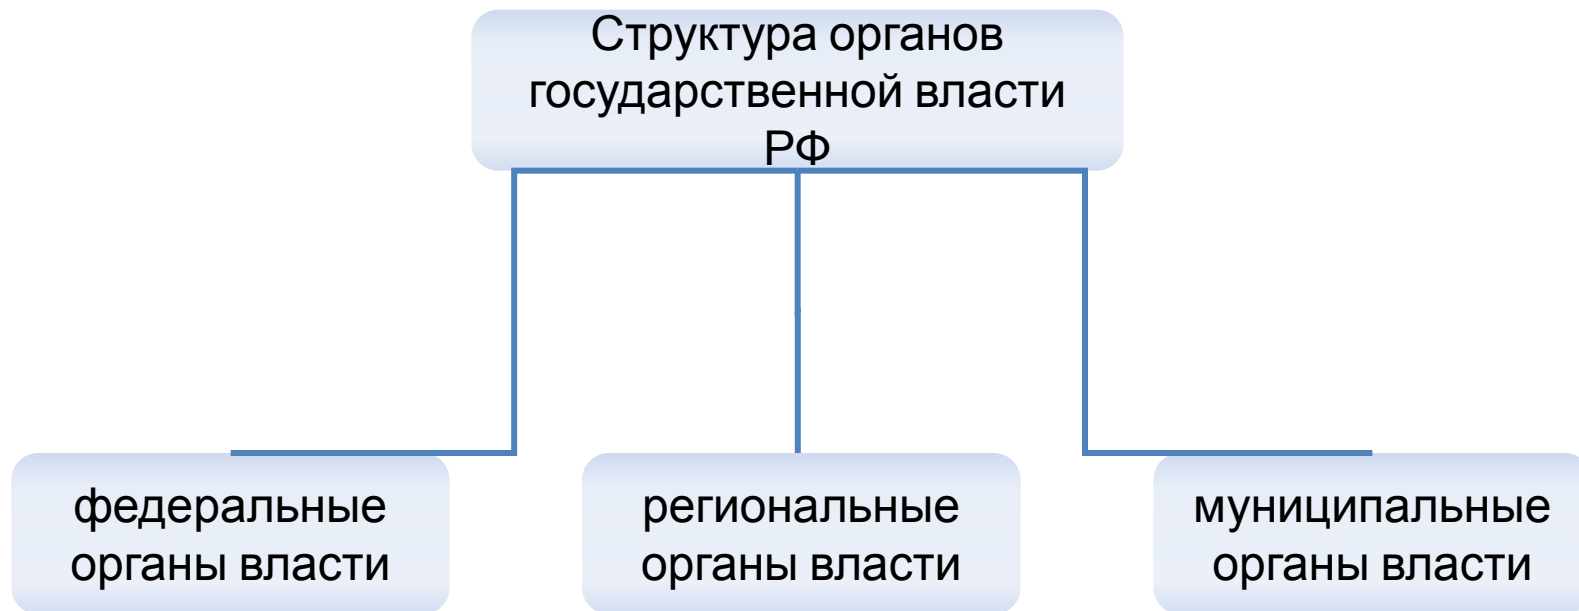 Структура органов
государственной власти
РФ
федеральные
органы власти
региональные
органы власти
муниципальные
органы власти